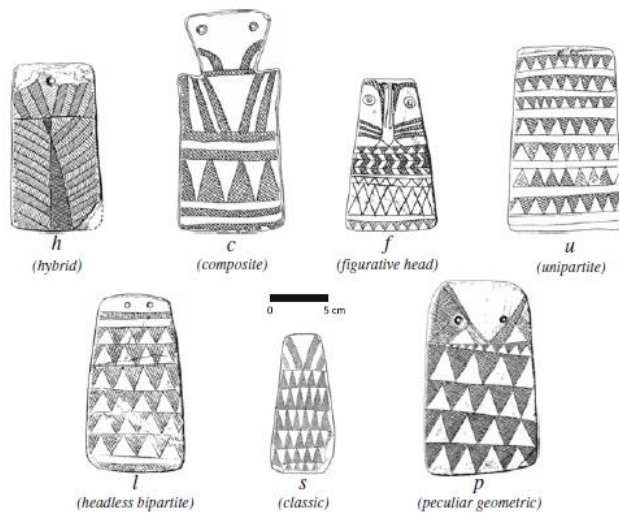 h
(hybrid)
c
(composite)
f
(figurative head)
u
(unipartite)
0 5 cm
l
(headless bipartite)
s
(classic)
p
(peculiar geometric)